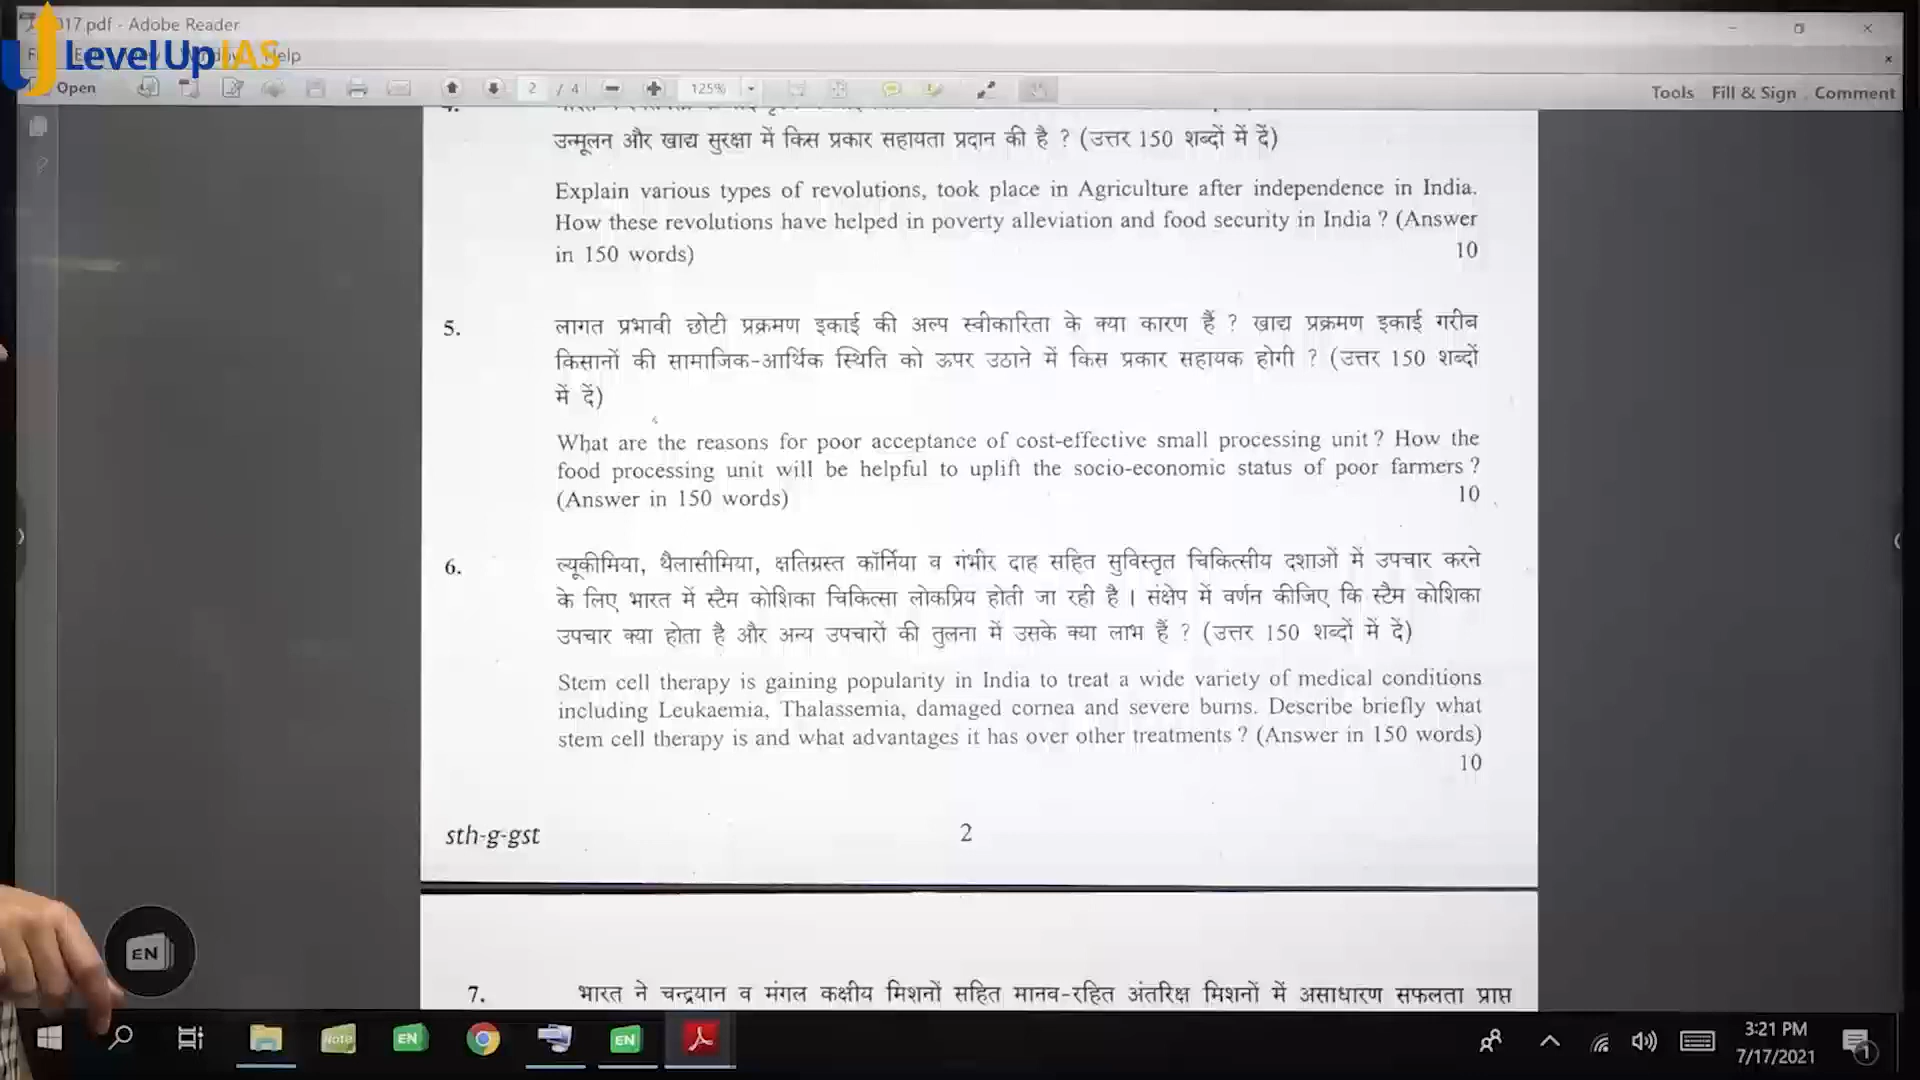 017.pdf - Adobe Reader
LevelUp IAS
Help
Open
2 / 4
125%
Tools Fill & Sign Comment
उन्मूलन और खाद्य सुरक्षा में किस प्रकार सहायता प्रदान की है ? (उत्तर 150 शब्दों में दें)
Explain various types of revolutions, took place in Agriculture after independence in India.
How these revolutions have helped in poverty alleviation and food security in India ? (Answer
in 150 words) 10
5. लागत प्रभावी छोटी प्रक्रमण इकाई की अल्प स्वीकारिता के क्या कारण हैं ? खाद्य प्रक्रमण इकाई गरीब
किसानों की सामाजिक-आर्थिक स्थिति को ऊपर उठाने में किस प्रकार सहायक होगी ? (उत्तर 150 शब्दों
में दें)
What are the reasons for poor acceptance of cost-effective small processing unit ? How the
food processing unit will be helpful to uplift the socio-economic status of poor farmers ?
(Answer in 150 words) 10
6. ल्यूकीमिया, थैलासीमिया, क्षतिग्रस्त कॉर्निया व गंभीर दाह सहित सुविस्तृत चिकित्सीय दशाओं में उपचार करने
के लिए भारत में स्टैम कोशिका चिकित्सा लोकप्रिय होती जा रही है । संक्षेप में वर्णन कीजिए कि स्टैम कोशिका
उपचार क्या होता है और अन्य उपचारों की तुलना में उसके क्या लाभ हैं ? (उत्तर 150 शब्दों में दें)
Stem cell therapy is gaining popularity in India to treat a wide variety of medical conditions
including Leukaemia, Thalassemia, damaged cornea and severe burns. Describe briefly what
stem cell therapy is and what advantages it has over other treatments ? (Answer in 150 words)
10
sth-g-gst 2
EN
7. भारत ने चन्द्रयान व मंगल कक्षीय मिशनों सहित मानव-रहित अंतरिक्ष मिशनों में असाधारण सफलता प्राप्त
Note
EN
EN
3:21 PM
7/17/2021
1